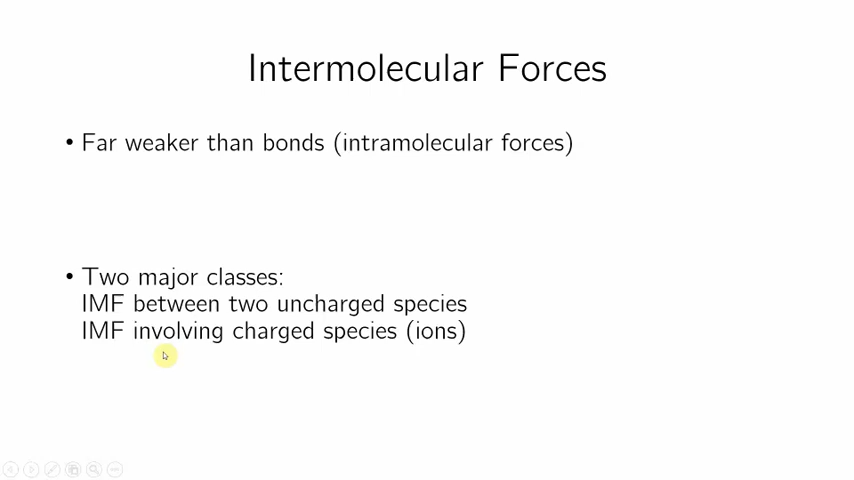 Intermolecular Forces
• Far weaker than bonds (intramolecular forces)
• Two major classes:
IMF between two uncharged species
IMF involving charged species (ions)